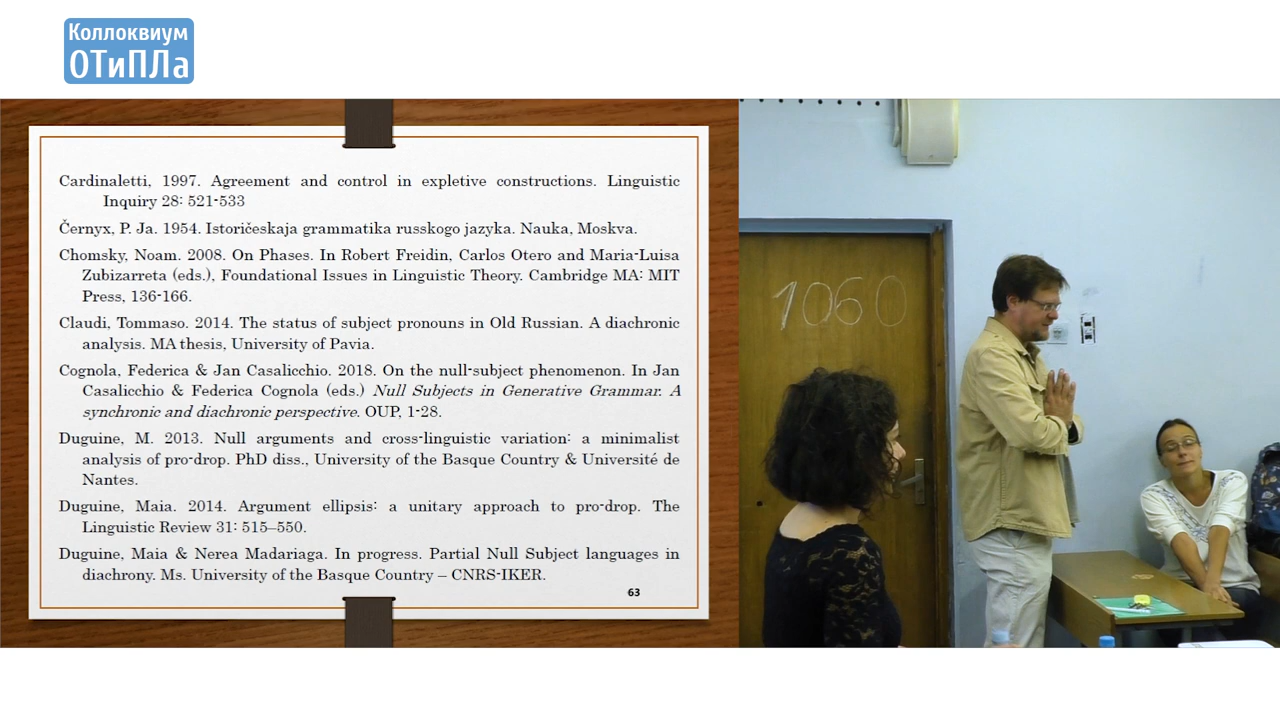 Коллоквиум
ОТиПЛа
Cardinaletti, 1997. Agreement and control in expletive constructions. Linguistic
Inquiry 28: 521-533
Černyx, P. Ja. 1954. Istoričeskaja grammatika russkogo jazyka. Nauka, Moskva.
Chomsky, Noam. 2008. On Phases. In Robert Freidin, Carlos Otero and Maria-Luisa
Zubizarreta (eds.), Foundational Issues in Linguistic Theory. Cambridge MA: MIT
Press, 136-166.
Claudi, Tommaso. 2014. The status of subject pronouns in Old Russian. A diachronic
analysis. MA thesis, University of Pavia.
Cognola, Federica & Jan Casalicchio. 2018. On the null-subject phenomenon. In Jan
Casalicchio & Federica Cognola (eds.) Null Subjects in Generative Grammar. A
synchronic and diachronic perspective. OUP, 1-28.
Duguine, M. 2013. Null arguments and cross-linguistic variation: a minimalist
analysis of pro-drop. PhD diss., University of the Basque Country & Université de
Nantes.
Duguine, Maia. 2014. Argument ellipsis: a unitary approach to pro-drop. The
Linguistic Review 31: 515–550.
Duguine, Maia & Nerea Madariaga. In progress. Partial Null Subject languages in
diachrony. Ms. University of the Basque Country – CNRS-IKER.
63
1060